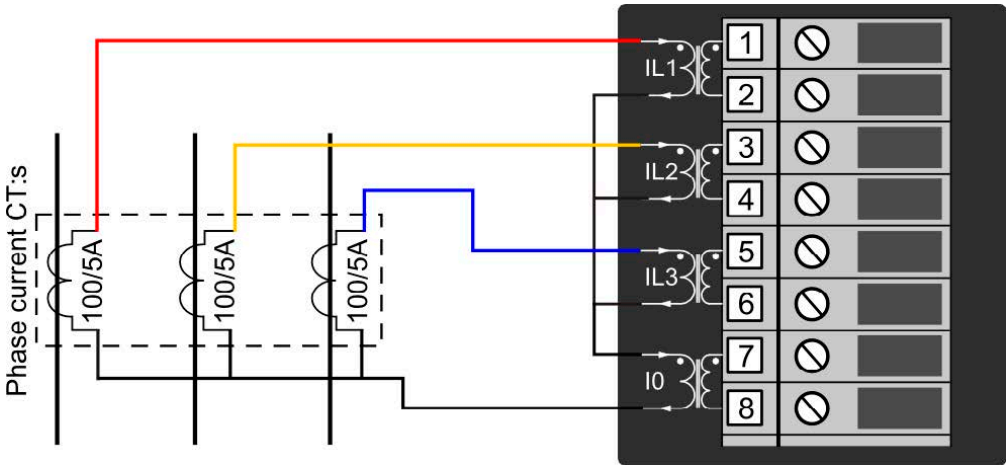 Phase current CT:s
100/5A
100/5A
100/5A
IL1
IL2
IL3
I0
1
2
3
4
5
6
7
8